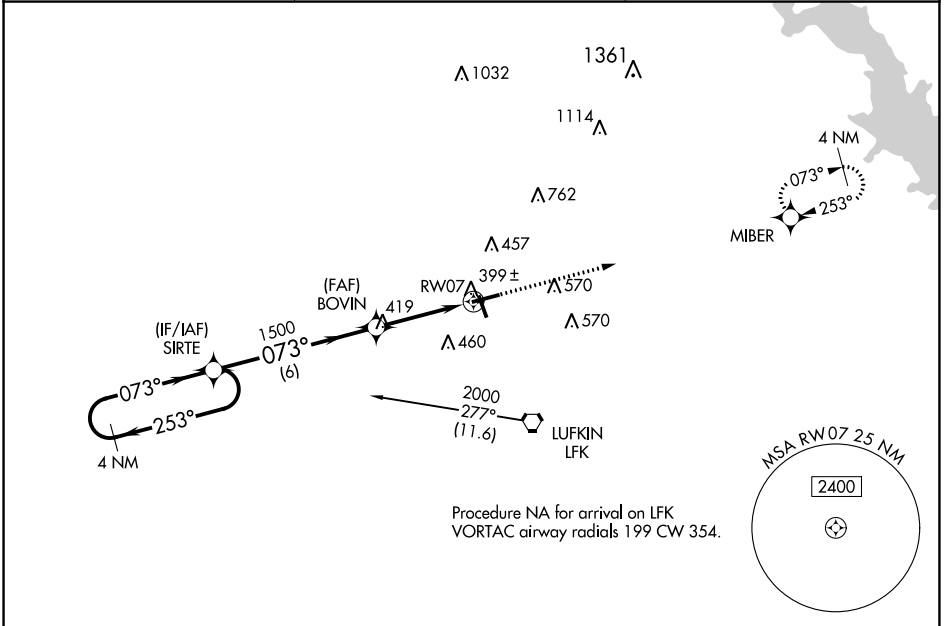 1361
1032
1114
4 NM
073°
253°
MIBER
762
457
RW07
399 ±
570
(FAF)
BOVIN
419
570
460
(IF/IAF)
SIRTE
1500
073°
(6)
073°
253°
4 NM
2000
277°
(11.6)
LUFKIN
LFK
MSA RW07 25 NM
2400
Procedure NA for arrival on LFK
VORTAC airway radials 199 CW 354.